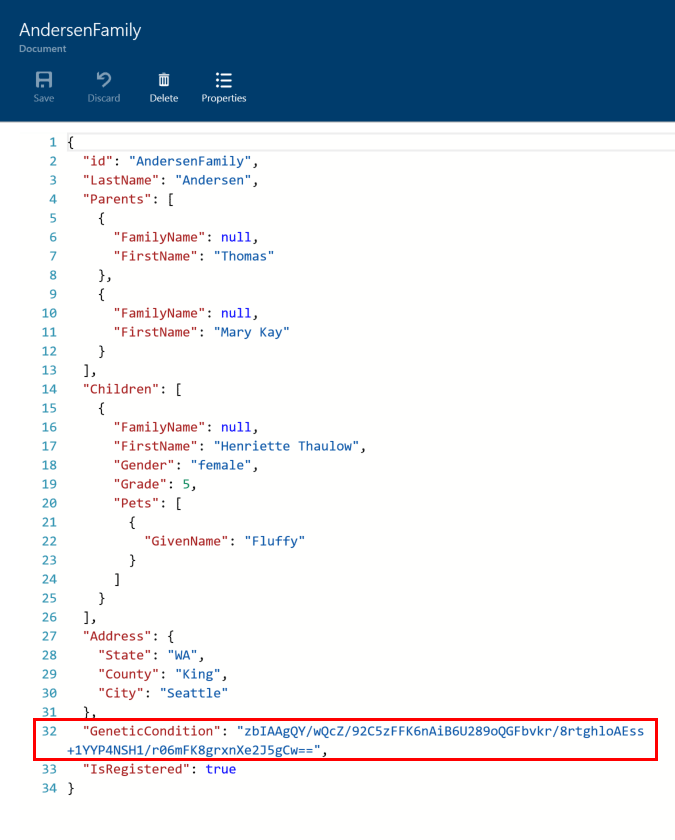 AndersenFamily
Document
Save Discard Delete Properties
1 {
2 "id": "AndersenFamily",
3 "LastName": "Andersen",
4 "Parents": [
5 {
6 "FamilyName": null,
7 "FirstName": "Thomas"
8 },
9 {
10 "FamilyName": null,
11 "FirstName": "Mary Kay"
12 }
13 ],
14 "Children": [
15 {
16 "FamilyName": null,
17 "FirstName": "Henriette Thaulow",
18 "Gender": "female",
19 "Grade": 5,
20 "Pets": [
21 {
22 "GivenName": "Fluffy"
23 }
24 ]
25 }
26 ],
27 "Address": {
28 "State": "WA",
29 "County": "King",
30 "City": "Seattle"
31 },
32 "GeneticCondition": "zbIAAgQY/wQcZ/92C5zFFK6nAiB6U289oQGFbvkr/8rtghloAEss
+1YYP4NSH1/r06mFK8grxnXe2J5gCw==",
33 "IsRegistered": true
34 }